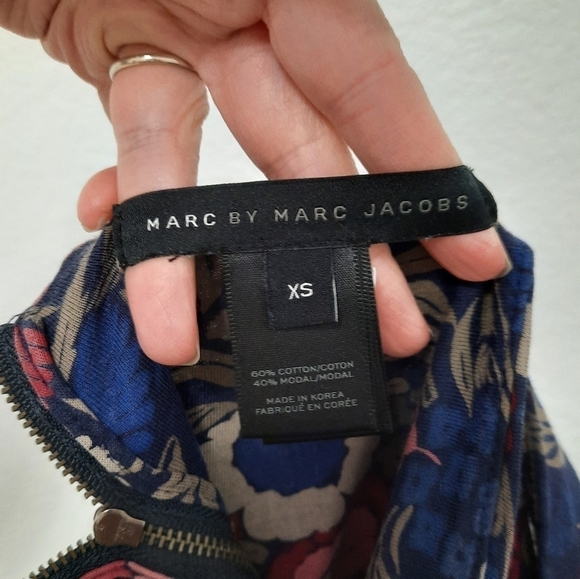 MARC BY MARC JACOBS
XS
60% COTTON/COTON
40% MODAL/MODAL
MADE IN KOREA
FABRIQUÉ EN CORÉE